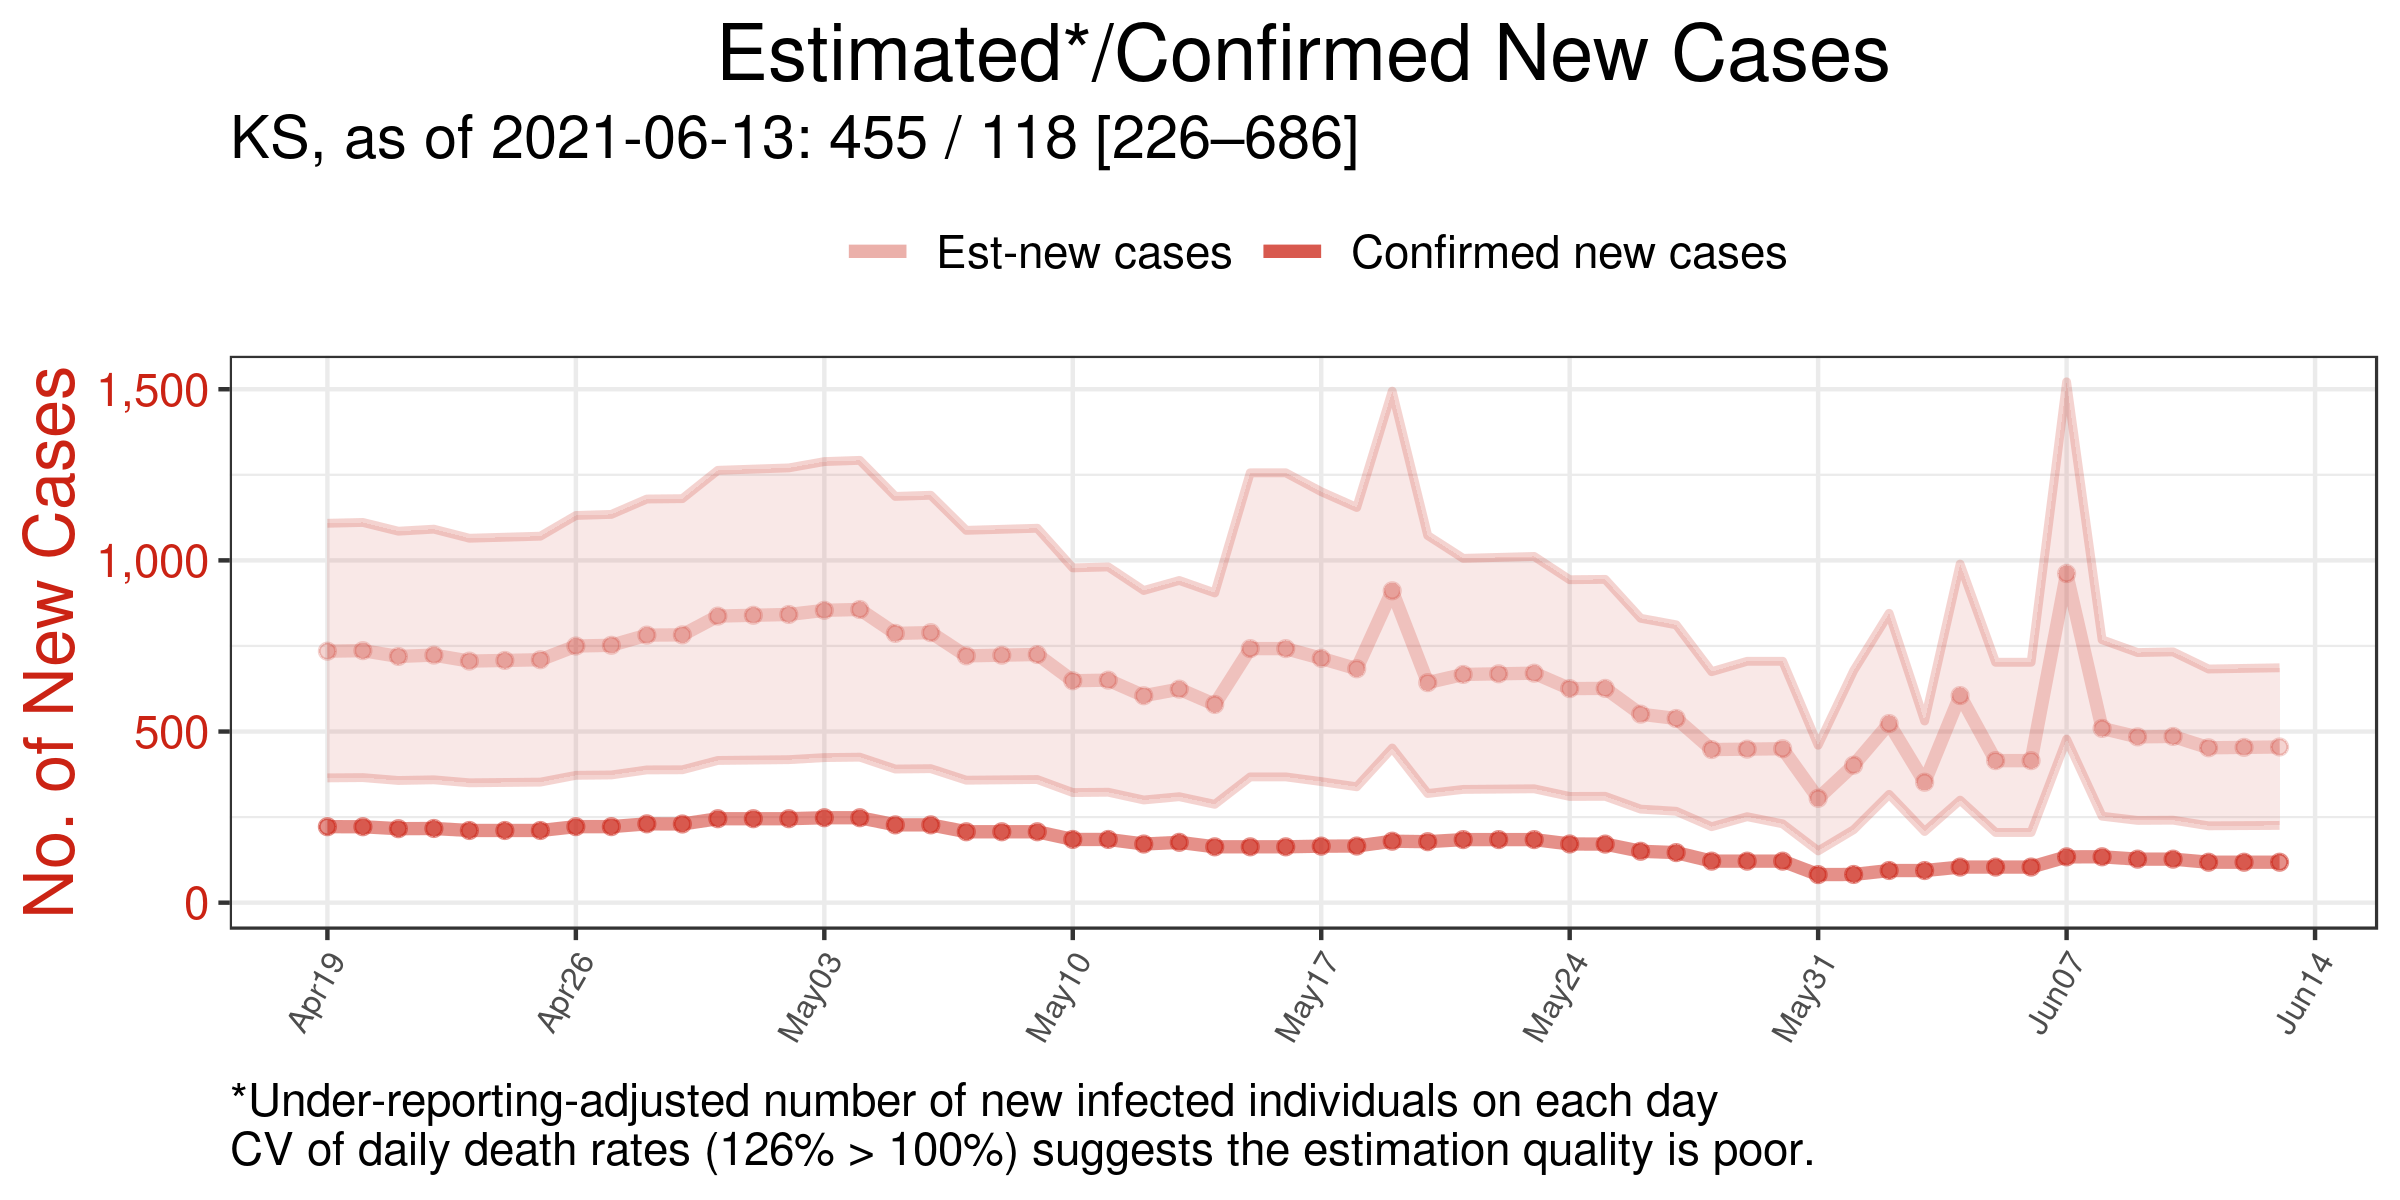 Estimated*/Confirmed New Cases
KS, as of 2021-06-13: 455 / 118 [226–686]
Est-new cases
Confirmed new cases
No. of New Cases
1,500
1,000
500
0
Apr19
Apr26
May03
May10
May17
May24
May31
Jun07
Jun14
*Under-reporting-adjusted number of new infected individuals on each day
CV of daily death rates (126% > 100%) suggests the estimation quality is poor.